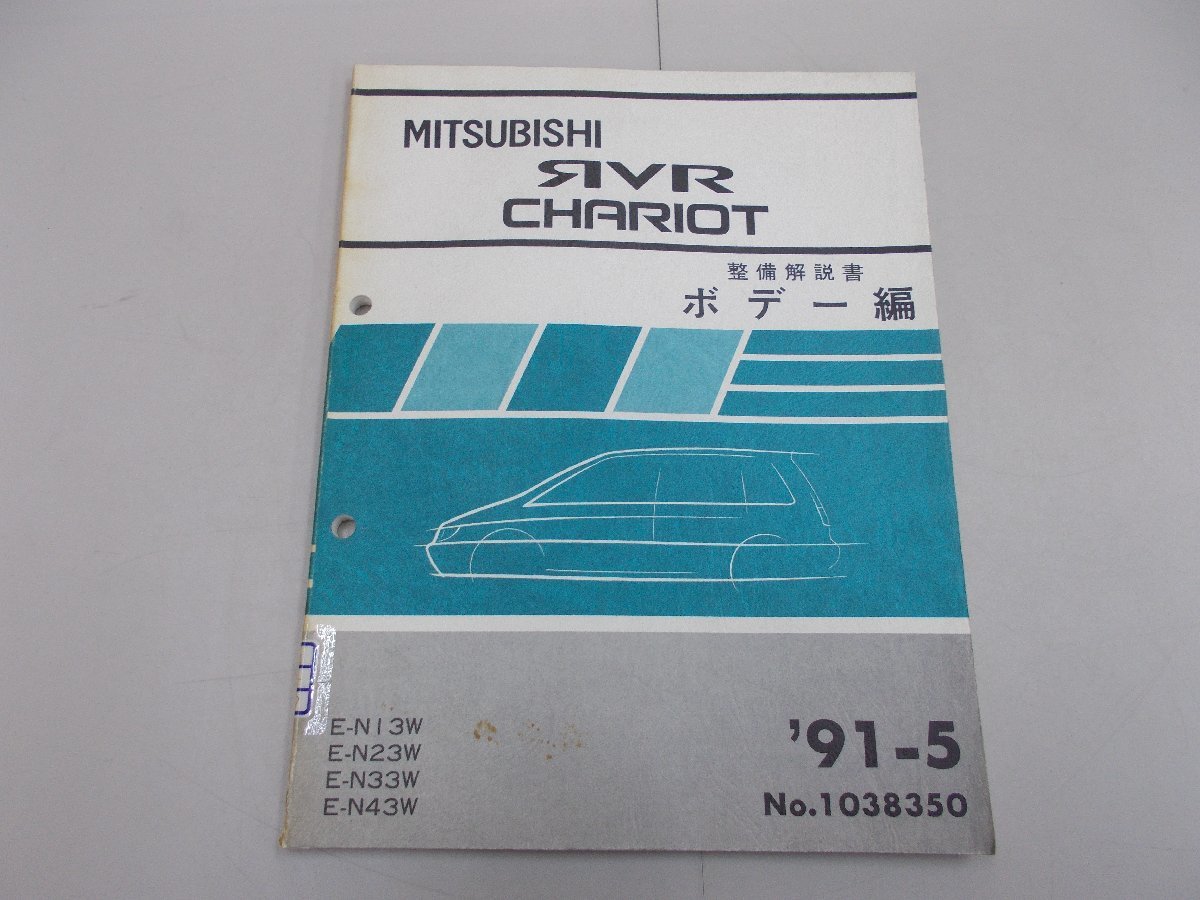 MITSUBISHI
RVR
CHARIOT
整備解説書
ボデー編
E-N13W
E-N23W
E-N33W
E-N43W
'91-5
No.1038350